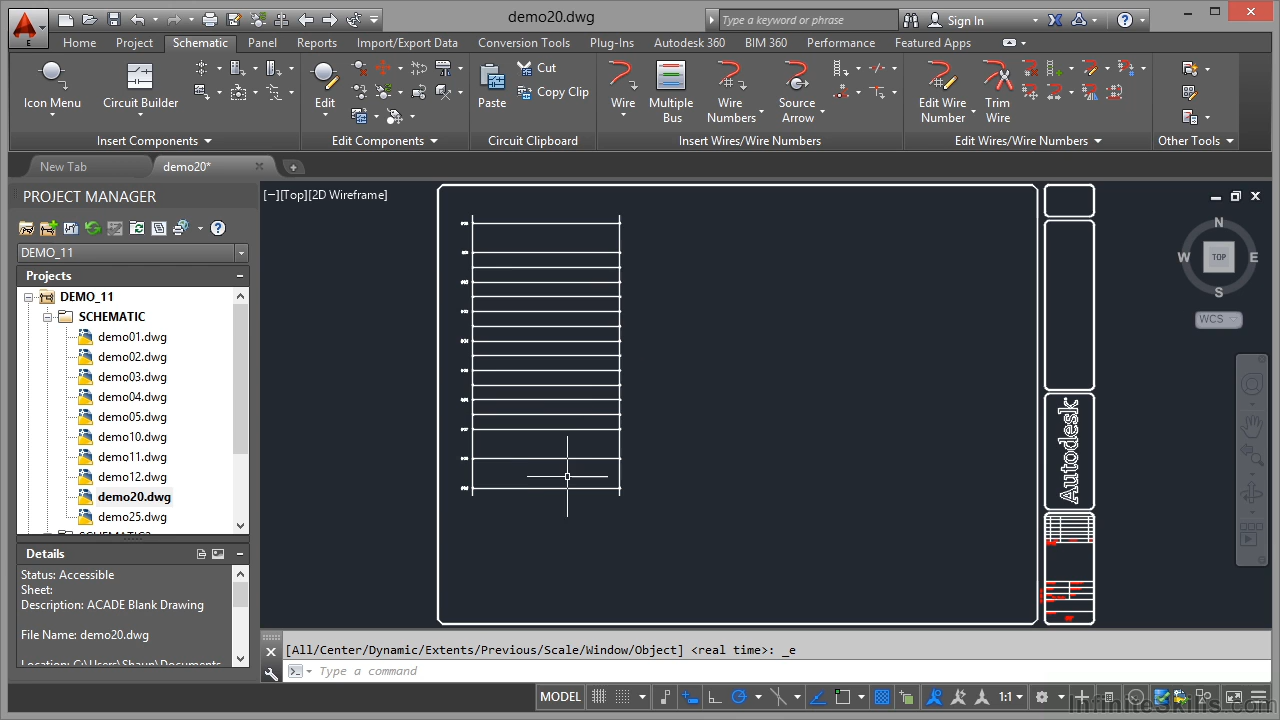 demo20.dwg
Type a keyword or phrase
Sign In
E
Home Project Schematic Panel Reports Import/Export Data Conversion Tools Plug-Ins Autodesk 360 BIM 360 Performance Featured Apps
Icon Menu
Circuit Builder
Edit
Paste
Cut
Copy Clip
Wire
Multiple
Bus
Wire
Numbers
Source
Arrow
Edit Wire
Number
Trim
Wire
Insert Components
Edit Components
Circuit Clipboard
Insert Wires/Wire Numbers
Edit Wires/Wire Numbers
Other Tools
New Tab
demo20*
PROJECT MANAGER
DEMO_11
Projects
DEMO_11
SCHEMATIC
demo01.dwg
demo02.dwg
demo03.dwg
demo04.dwg
demo05.dwg
demo10.dwg
demo11.dwg
demo12.dwg
demo20.dwg
demo25.dwg
Details
Status: Accessible
Sheet:
Description: ACADE Blank Drawing
File Name: demo20.dwg
Location: C:\Users\Shaun\Documents
[−][Top][2D Wireframe]
N
W
TOP
E
S
WCS
Autodesk
[All/Center/Dynamic/Extents/Previous/Scale/Window/Object] <real time>: _e
Type a command
MODEL
1:1
InfiniteSkills.com